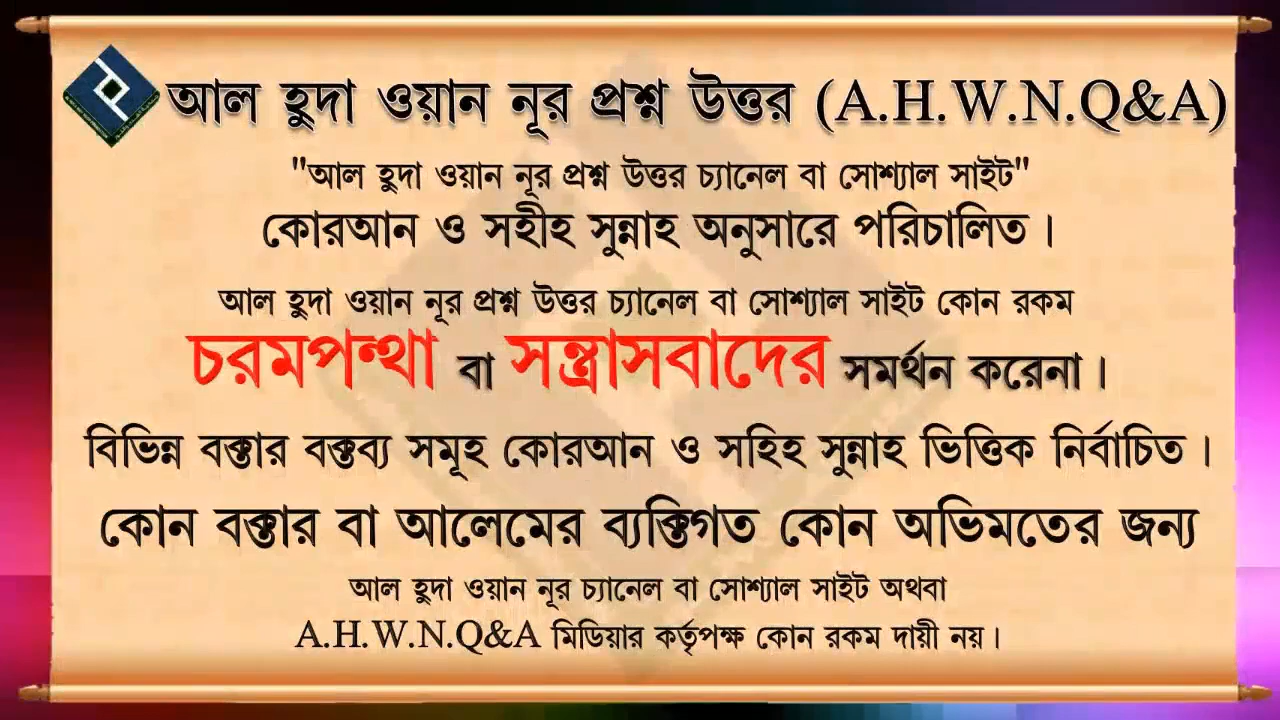 আল হুদা ওয়ান নূর প্রশ্ন উত্তর (A.H.W.N.Q&A)
"আল হুদা ওয়ান নূর প্রশ্ন উত্তর চ্যানেল বা সোশ্যাল সাইট"
কোরআন ও সহীহ সুন্নাহ অনুসারে পরিচালিত ।
আল হুদা ওয়ান নূর প্রশ্ন উত্তর চ্যানেল বা সোশ্যাল সাইট কোন রকম
চরমপন্থা বা সন্ত্রাসবাদের সমর্থন করেনা ।
বিভিন্ন বক্তার বক্তব্য সমূহ কোরআন ও সহিহ সুন্নাহ ভিত্তিক নির্বাচিত ।
কোন বক্তার বা আলেমের ব্যক্তিগত কোন অভিমতের জন্য
আল হুদা ওয়ান নূর চ্যানেল বা সোশ্যাল সাইট অথবা
A.H.W.N.Q&A মিডিয়ার কর্তৃপক্ষ কোন রকম দায়ী নয় ।